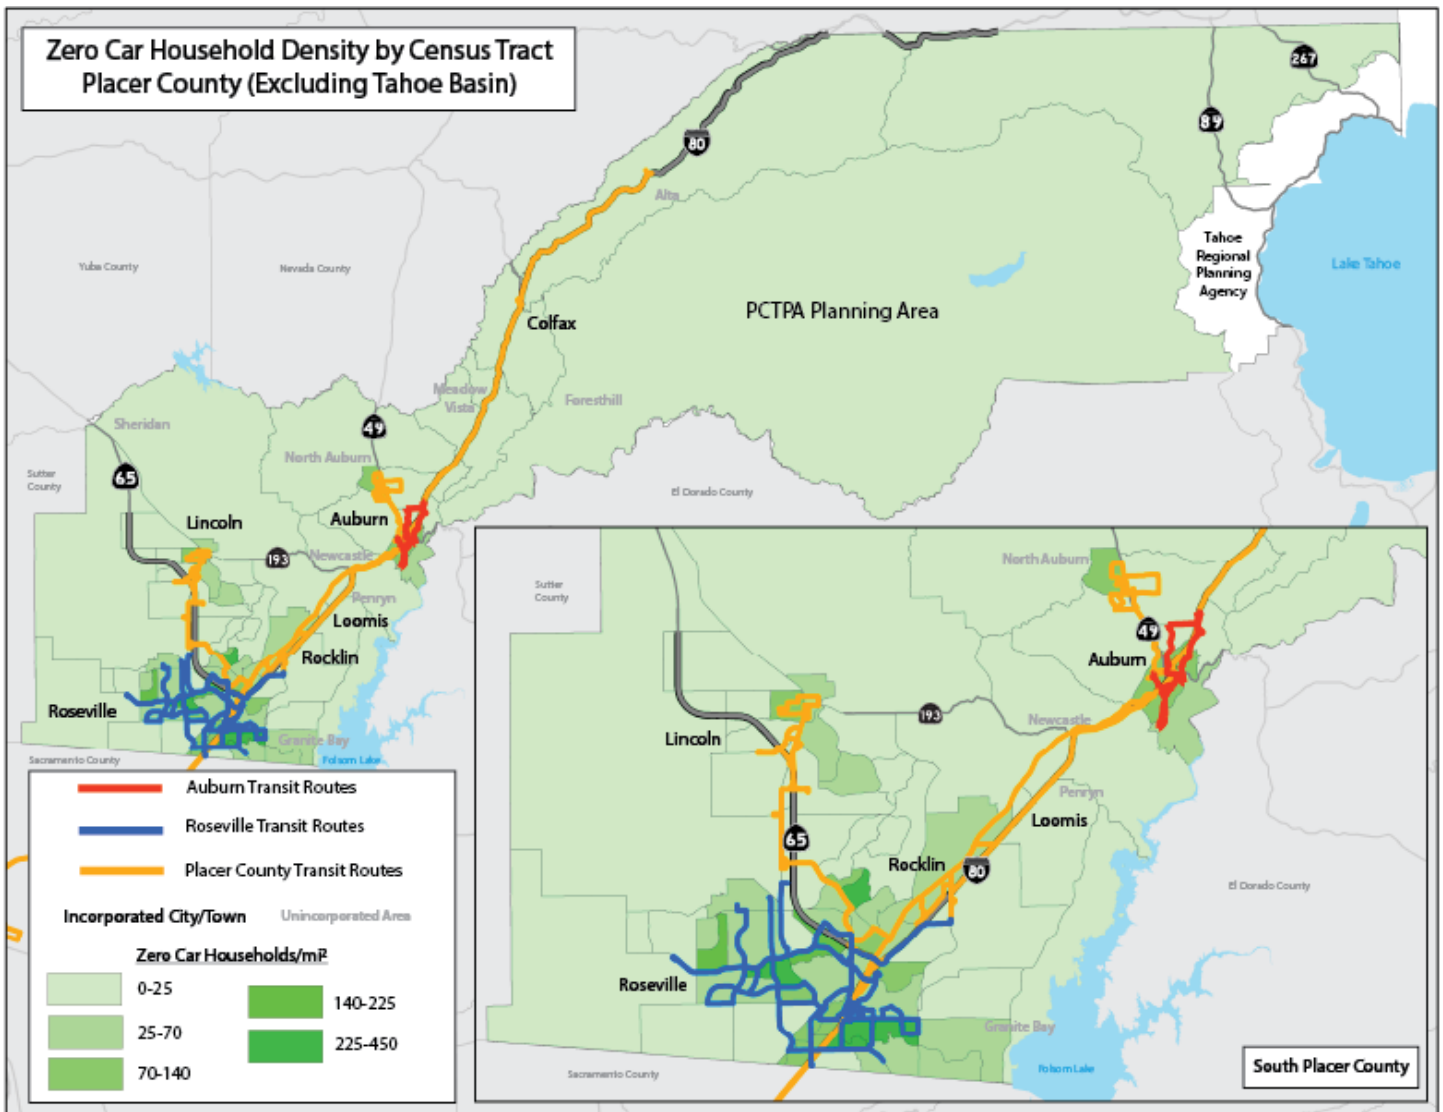 Zero Car Household Density by Census Tract
Placer County (Excluding Tahoe Basin)
267
89
80
Alta
Tahoe
Regional
Planning
Agency
Lake Tahoe
Yuba County
Nevada County
PCTPA Planning Area
Colfax
Meadow
Vista
Foresthill
Sheridan
49
North Auburn
65
Sutter
County
El Dorado County
Lincoln
Auburn
193
Newcastle
Penryn
Loomis
Rocklin
Roseville
Granite Bay
Sacramento County
Folsom Lake
Auburn Transit Routes
Roseville Transit Routes
Placer County Transit Routes
Incorporated City/Town
Unincorporated Area
Zero Car Households/mi²
0-25
25-70
70-140
140-225
225-450
North Auburn
Sutter
County
49
Auburn
193
Newcastle
Lincoln
Penryn
Loomis
65
Rocklin
80
El Dorado County
Roseville
Granite Bay
Sacramento County
Folsom Lake
South Placer County